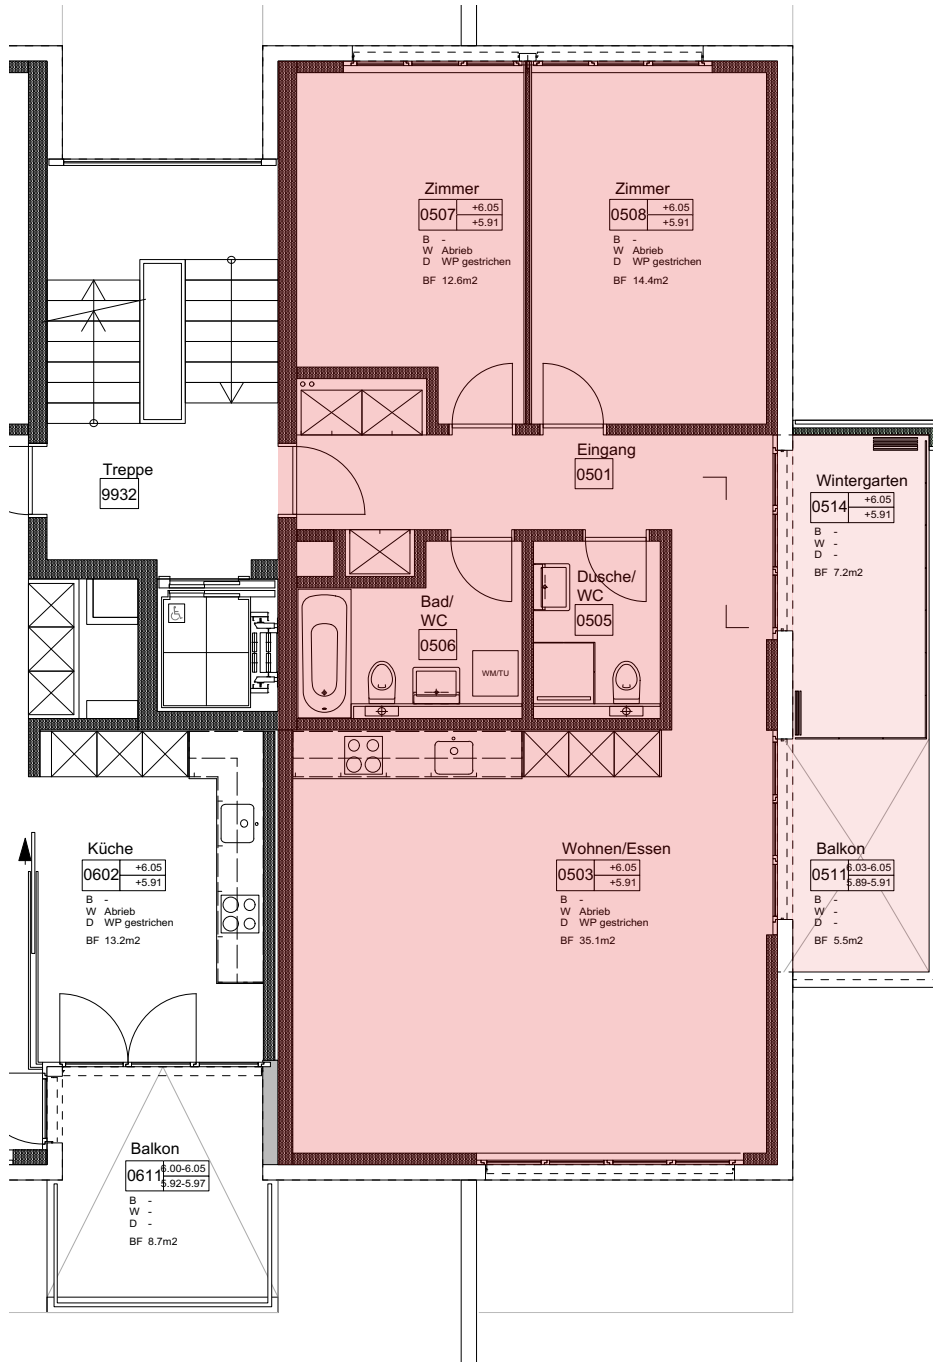 Zimmer
0507 +6.05
+5.91
B -
W Abrieb
D WP gestrichen
BF 12.6m2
Zimmer
0508 +6.05
+5.91
B -
W Abrieb
D WP gestrichen
BF 14.4m2
Treppe
9932
Eingang
0501
Wintergarten
0514 +6.05
+5.91
B -
W -
D -
BF 7.2m2
Bad/
WC
0506
Dusche/
WC
0505
WM/TU
Küche
0602 +6.05
+5.91
B -
W Abrieb
D WP gestrichen
BF 13.2m2
Wohnen/Essen
0503 +6.05
+5.91
B -
W Abrieb
D WP gestrichen
BF 35.1m2
Balkon
0511 6.03-6.05
5.89-5.91
B -
W -
D -
BF 5.5m2
Balkon
0611 6.00-6.05
5.92-5.97
B -
W -
D -
BF 8.7m2